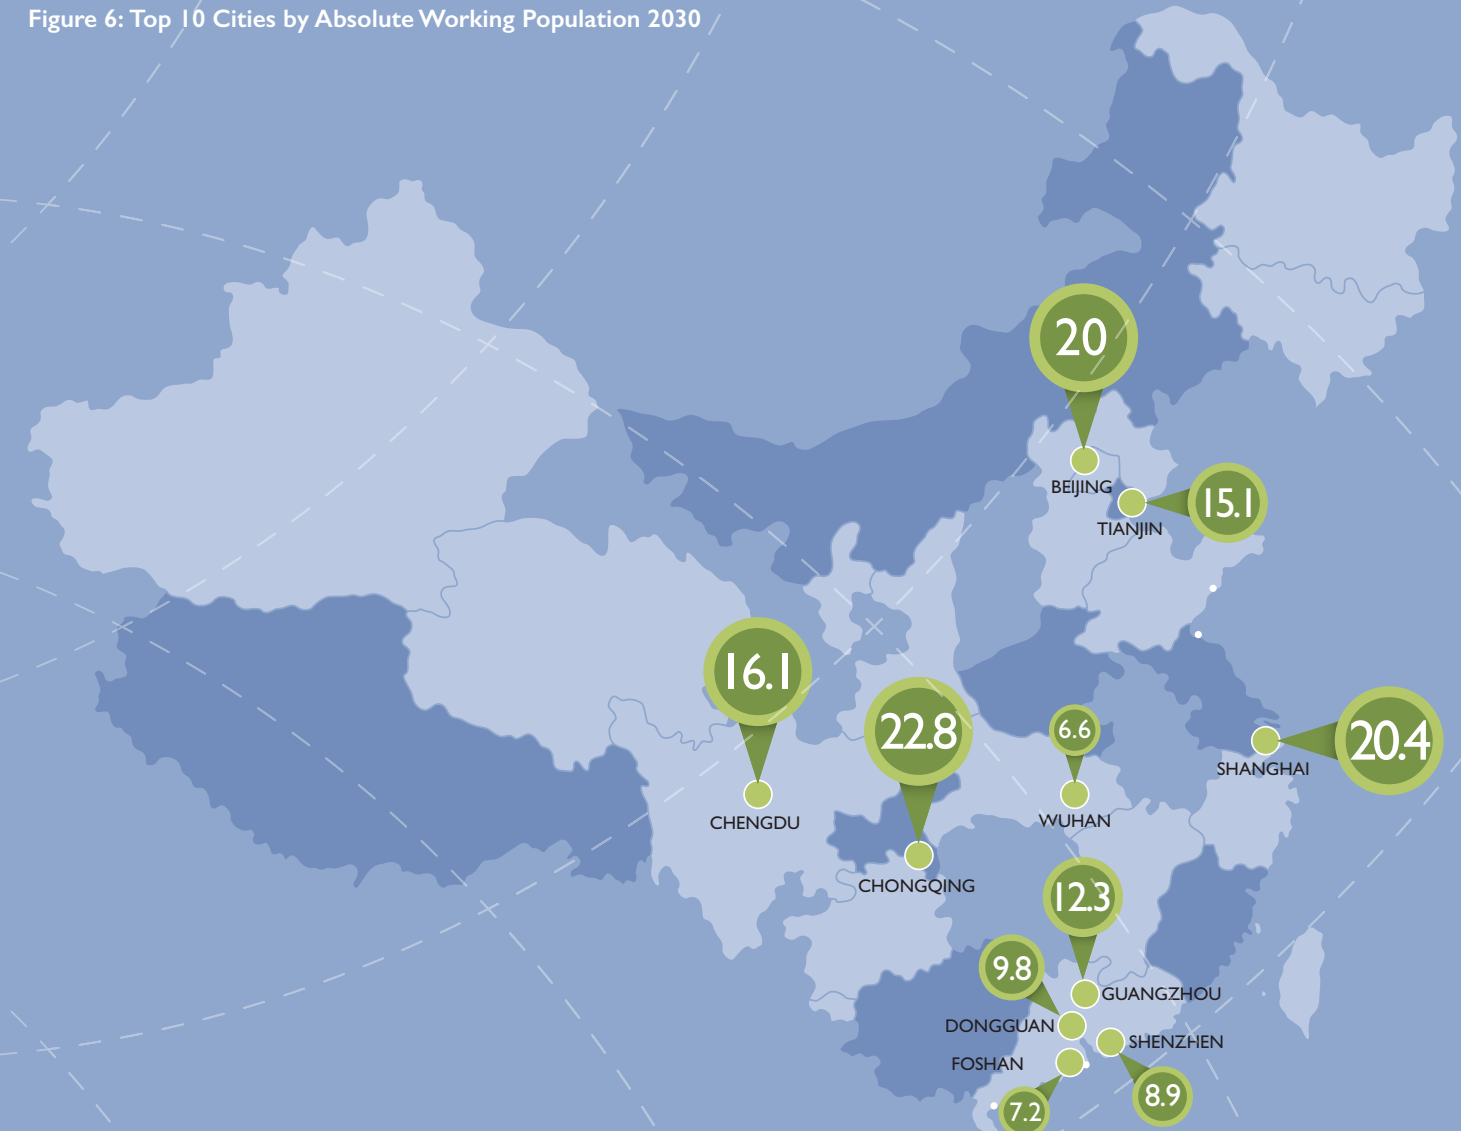 Figure 6: Top 10 Cities by Absolute Working Population 2030
20
BEIJING
15.1
TIANJIN
16.1
CHENGDU
22.8
CHONGQING
6.6
WUHAN
20.4
SHANGHAI
12.3
GUANGZHOU
9.8
DONGGUAN
SHENZHEN
8.9
FOSHAN
7.2